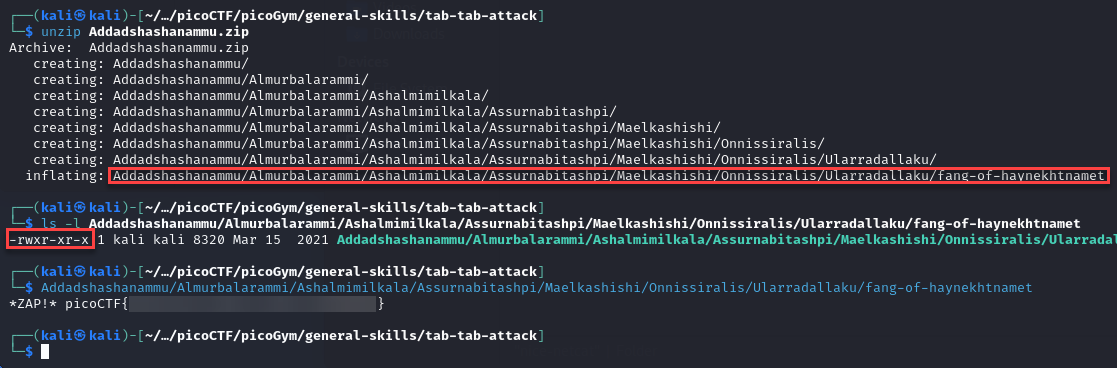 ┌──(kali㉿kali)-[~/…/picoCTF/picoGym/general-skills/tab-tab-attack]
└─$ unzip Addadshashanammu.zip
Archive:  Addadshashanammu.zip
   creating: Addadshashanammu/
   creating: Addadshashanammu/Almurbalarammi/
   creating: Addadshashanammu/Almurbalarammi/Ashalmimilkala/
   creating: Addadshashanammu/Almurbalarammi/Ashalmimilkala/Assurnabitashpi/
   creating: Addadshashanammu/Almurbalarammi/Ashalmimilkala/Assurnabitashpi/Maelkashishi/
   creating: Addadshashanammu/Almurbalarammi/Ashalmimilkala/Assurnabitashpi/Maelkashishi/Onnissiralis/
   creating: Addadshashanammu/Almurbalarammi/Ashalmimilkala/Assurnabitashpi/Maelkashishi/Onnissiralis/Ularradallaku/
  inflating: Addadshashanammu/Almurbalarammi/Ashalmimilkala/Assurnabitashpi/Maelkashishi/Onnissiralis/Ularradallaku/fang-of-haynekhtnamet
┌──(kali㉿kali)-[~/…/picoCTF/picoGym/general-skills/tab-tab-attack]
└─$ ls -l Addadshashanammu/Almurbalarammi/Ashalmimilkala/Assurnabitashpi/Maelkashishi/Onnissiralis/Ularradallaku/fang-of-haynekhtnamet
-rwxr-xr-x 1 kali kali 8320 Mar 15  2021 Addadshashanammu/Almurbalarammi/Ashalmimilkala/Assurnabitashpi/Maelkashishi/Onnissiralis/Ularradal
┌──(kali㉿kali)-[~/…/picoCTF/picoGym/general-skills/tab-tab-attack]
└─$ Addadshashanammu/Almurbalarammi/Ashalmimilkala/Assurnabitashpi/Maelkashishi/Onnissiralis/Ularradallaku/fang-of-haynekhtnamet
*ZAP!* picoCTF{ }
┌──(kali㉿kali)-[~/…/picoCTF/picoGym/general-skills/tab-tab-attack]
└─$